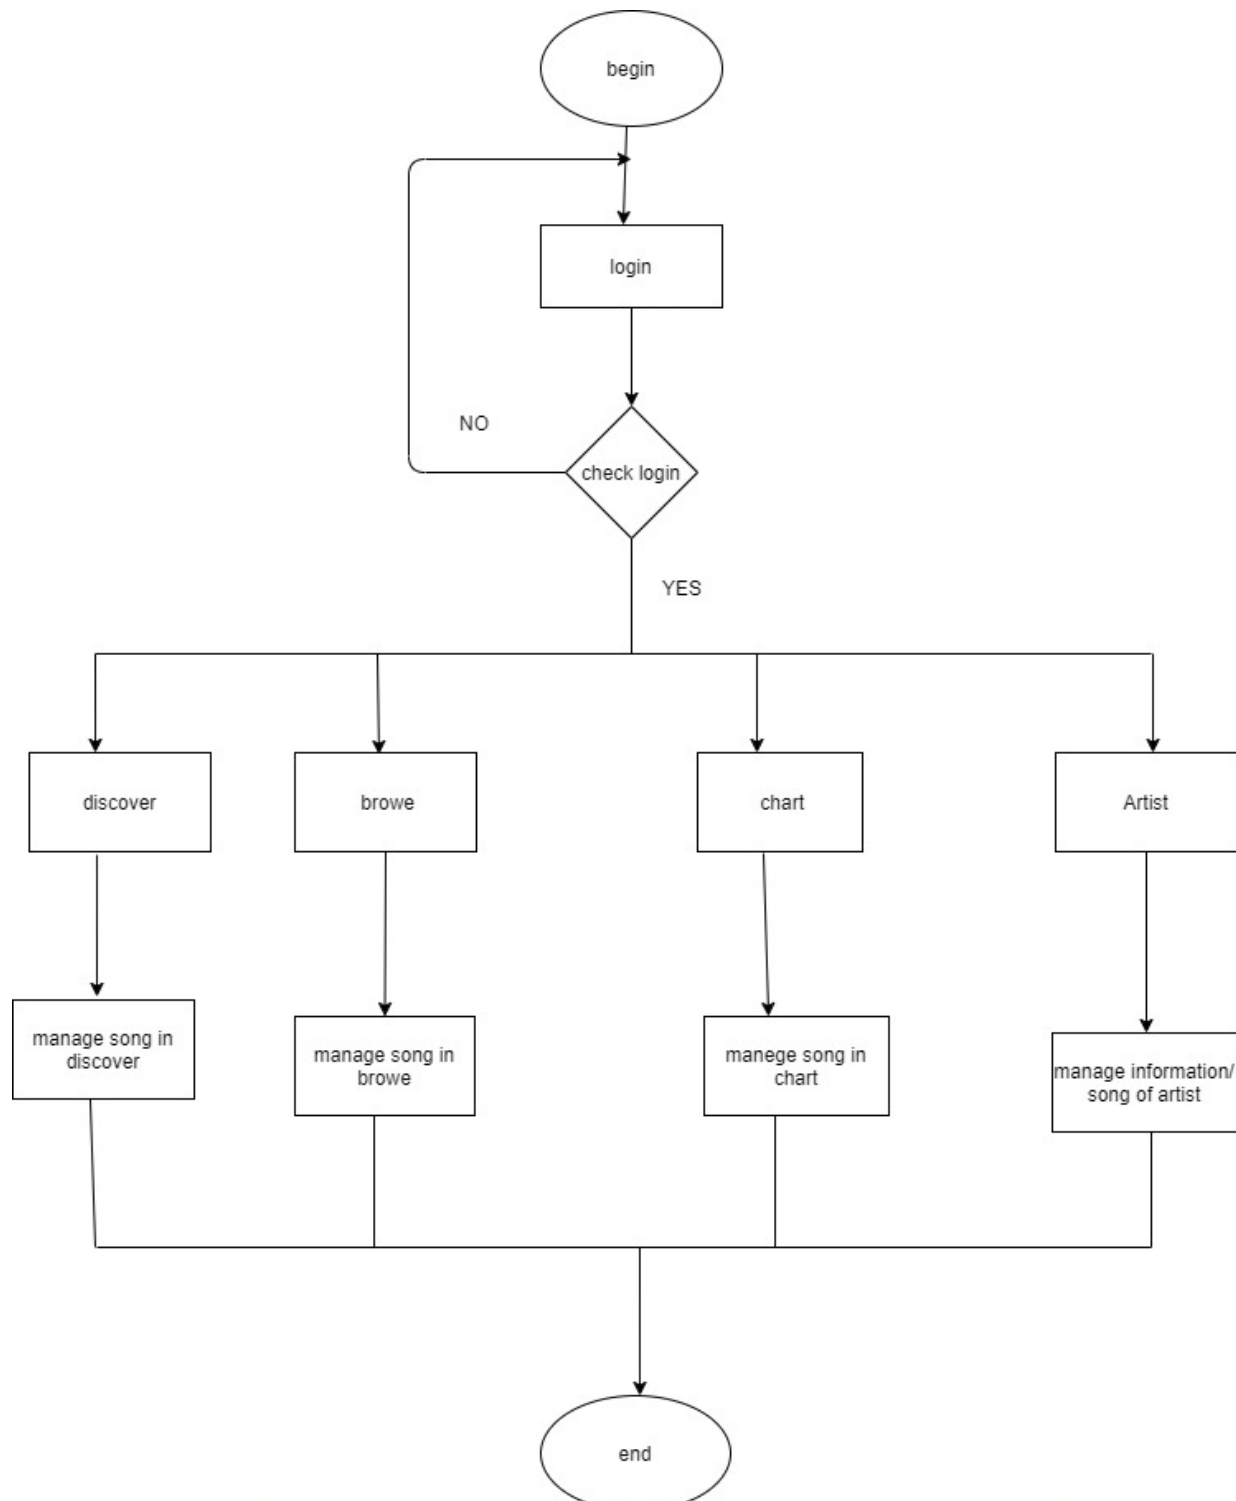 begin
login
NO
check login
YES
discover
browe
chart
Artist
manage song in
discover
manage song in
browe
manege song in
chart
manage information/
song of artist
end